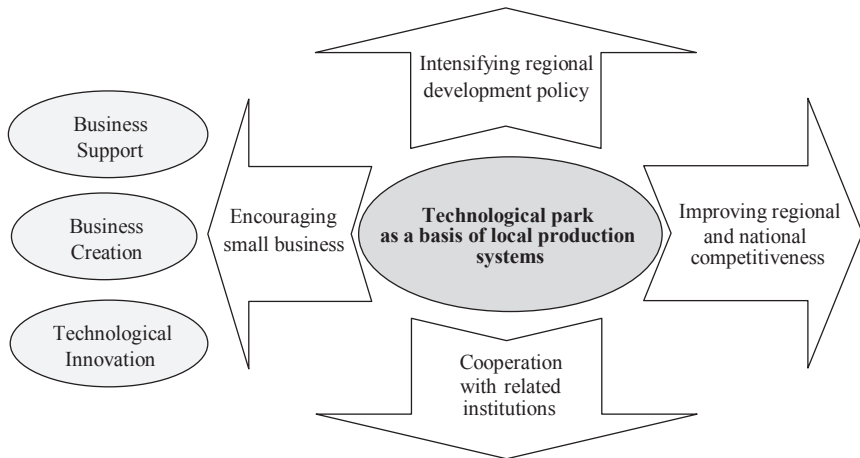 Intensifying regional
development policy
Business
Support
Business
Creation
Technological
Innovation
Encouraging
small business
Technological park
as a basis of local production
systems
Improving regional
and national
competitiveness
Cooperation
with related
institutions